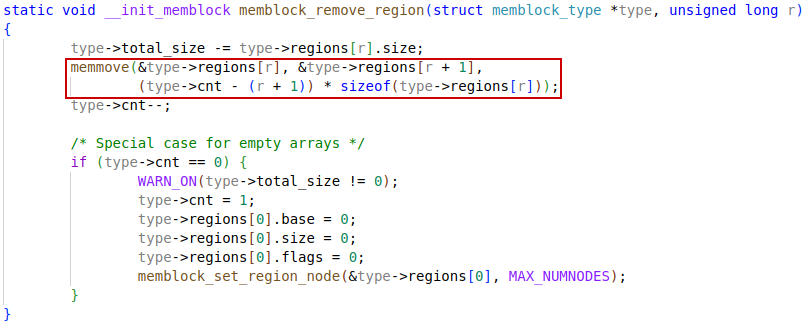 static void __init_memblock memblock_remove_region(struct memblock_type *type, unsigned long r)
{
        type->total_size -= type->regions[r].size;
        memmove(&type->regions[r], &type->regions[r + 1],
                (type->cnt - (r + 1)) * sizeof(type->regions[r]));
        type->cnt--;

        /* Special case for empty arrays */
        if (type->cnt == 0) {
                WARN_ON(type->total_size != 0);
                type->cnt = 1;
                type->regions[0].base = 0;
                type->regions[0].size = 0;
                type->regions[0].flags = 0;
                memblock_set_region_node(&type->regions[0], MAX_NUMNODES);
        }
}